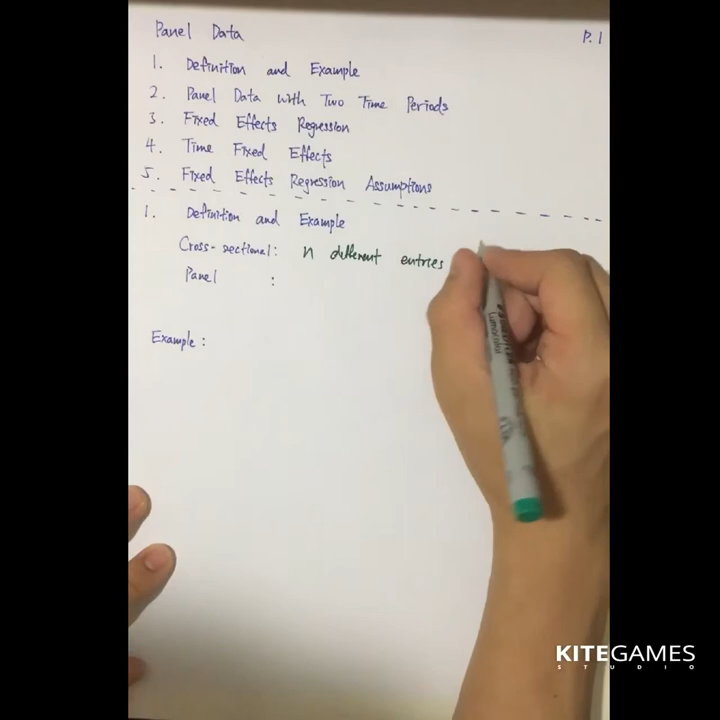 Panel Data P.1
1. Definition and Example
2. Panel Data with Two Time Periods
3. Fixed Effects Regression
4. Time Fixed Effects
5. Fixed Effects Regression Assumptions
1. Definition and Example
Cross-sectional: n different entries
Panel :
Example:
KITEGAMES
STUDIO